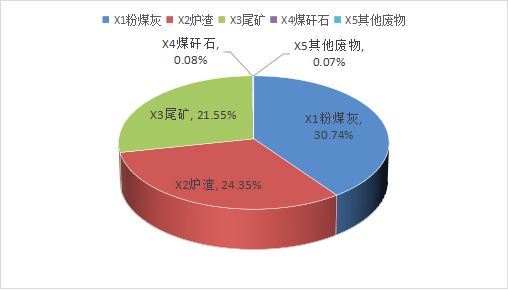 X1粉煤灰 X2炉渣 X3尾矿 X4煤矸石 X5其他废物
X4煤矸石,
0.08%
X5其他废物,
0.07%
X3尾矿, 21.55%
X1粉煤灰,
30.74%
X2炉渣, 24.35%